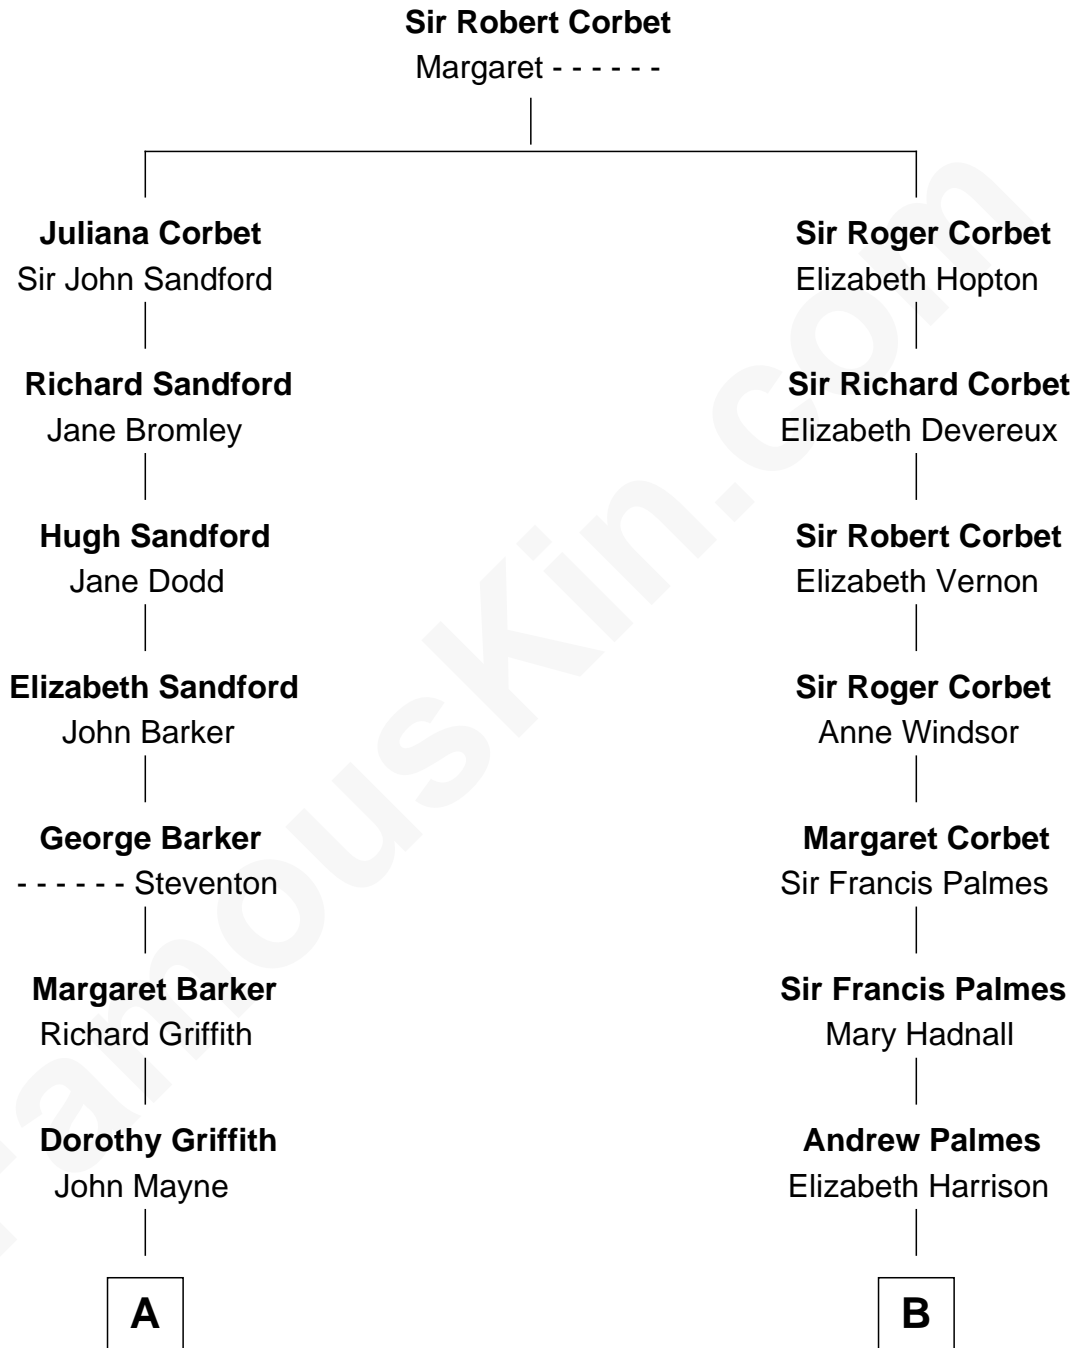 Sir Robert Corbet
Margaret - - - - - -
Juliana Corbet
Sir John Sandford
Sir Roger Corbet
Elizabeth Hopton
Richard Sandford
Jane Bromley
Sir Richard Corbet
Elizabeth Devereux
Hugh Sandford
Jane Dodd
Sir Robert Corbet
Elizabeth Vernon
Elizabeth Sandford
John Barker
Sir Roger Corbet
Anne Windsor
George Barker
- - - - - - Steventon
Margaret Corbet
Sir Francis Palmes
Margaret Barker
Richard Griffith
Sir Francis Palmes
Mary Hadnall
Dorothy Griffith
John Mayne
Andrew Palmes
Elizabeth Harrison
A
B
FamousKin.com